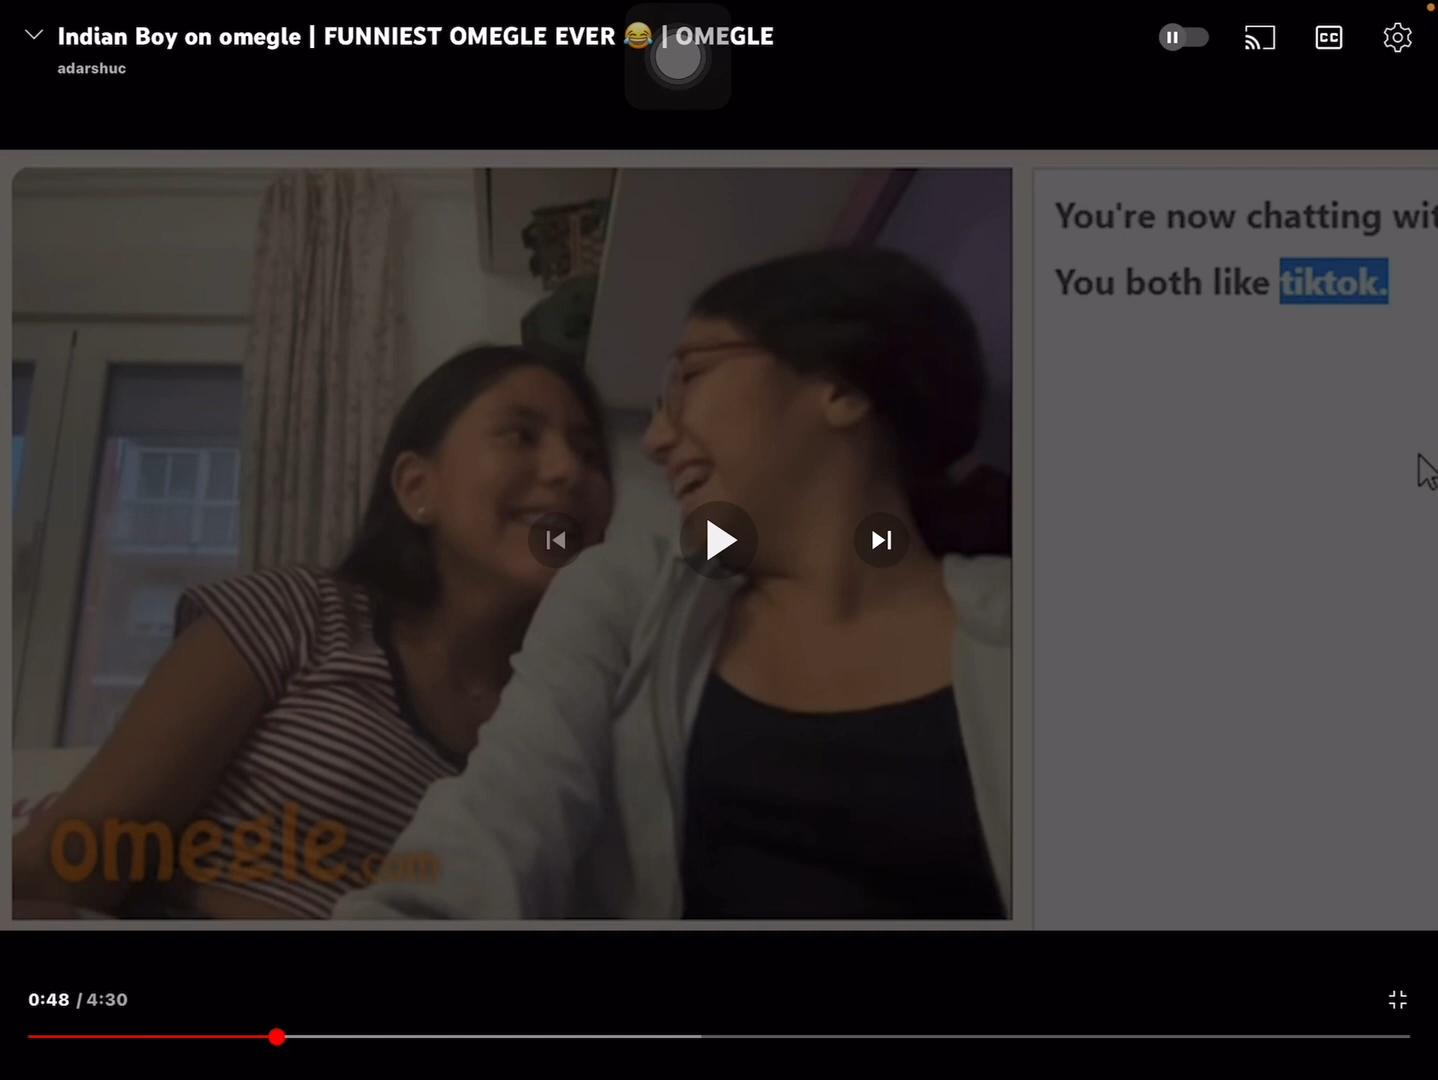 Indian Boy on omegle | FUNNIEST OMEGLE EVER 😂 | OMEGLE
adarshuc
CC
You're now chatting wit
You both like tiktok.
omegle.com
0:48 / 4:30